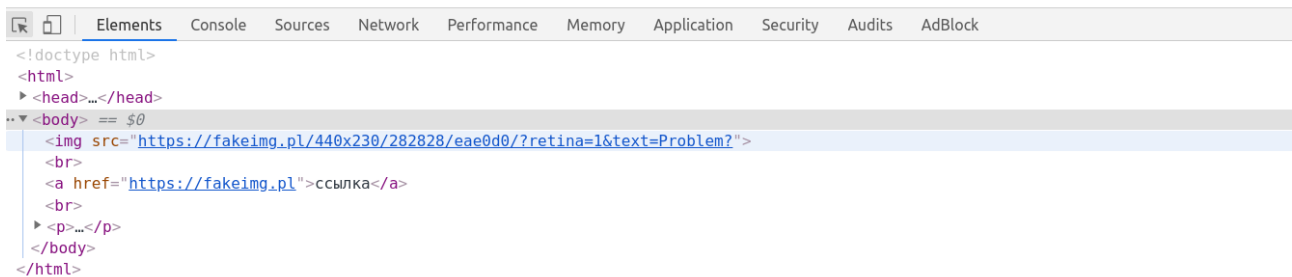 Elements Console Sources Network Performance Memory Application Security Audits AdBlock
<!doctype html>
<html>
<head>…</head>
<body> == $0
<img src="https://fakeimg.pl/440x230/282828/eae0d0/?retina=1&text=Problem?">
<br>
<a href="https://fakeimg.pl">ссылка</a>
<br>
<p>…</p>
</body>
</html>